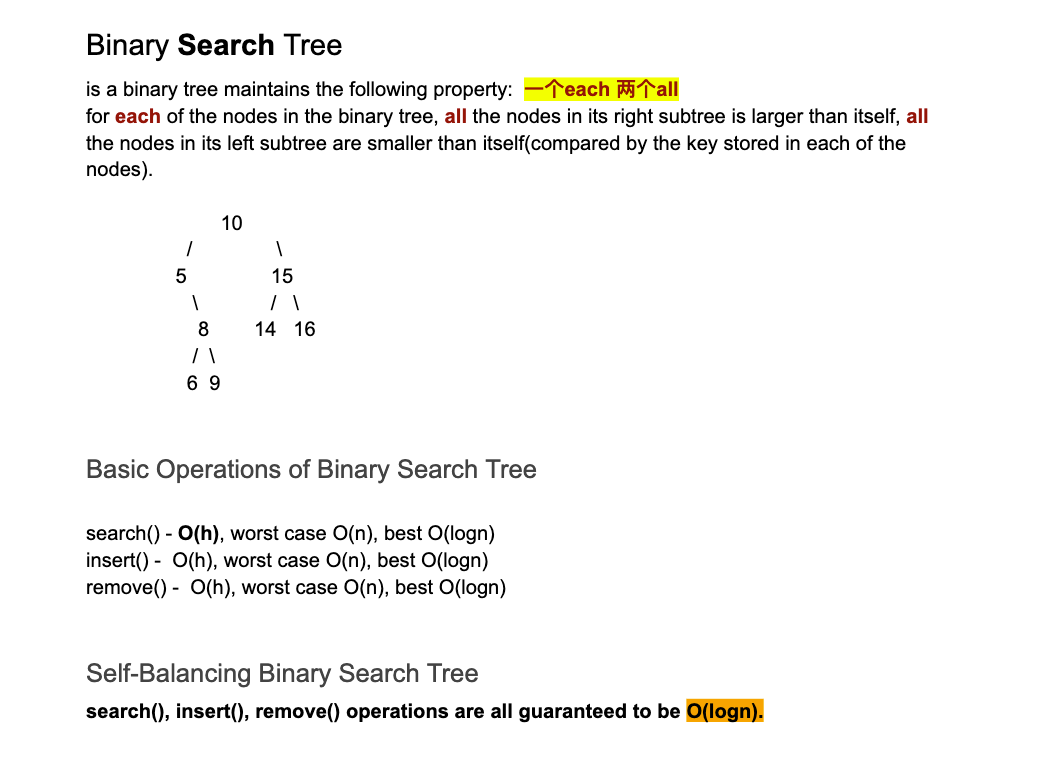 Binary Search Tree
is a binary tree maintains the following property: 一个each 两个all
for each of the nodes in the binary tree, all the nodes in its right subtree is larger than itself, all
the nodes in its left subtree are smaller than itself(compared by the key stored in each of the
nodes).
10
/ \
5 15
\ / \
8 14 16
/ \
6 9
Basic Operations of Binary Search Tree
search() - O(h), worst case O(n), best O(logn)
insert() - O(h), worst case O(n), best O(logn)
remove() - O(h), worst case O(n), best O(logn)
Self-Balancing Binary Search Tree
search(), insert(), remove() operations are all guaranteed to be O(logn).